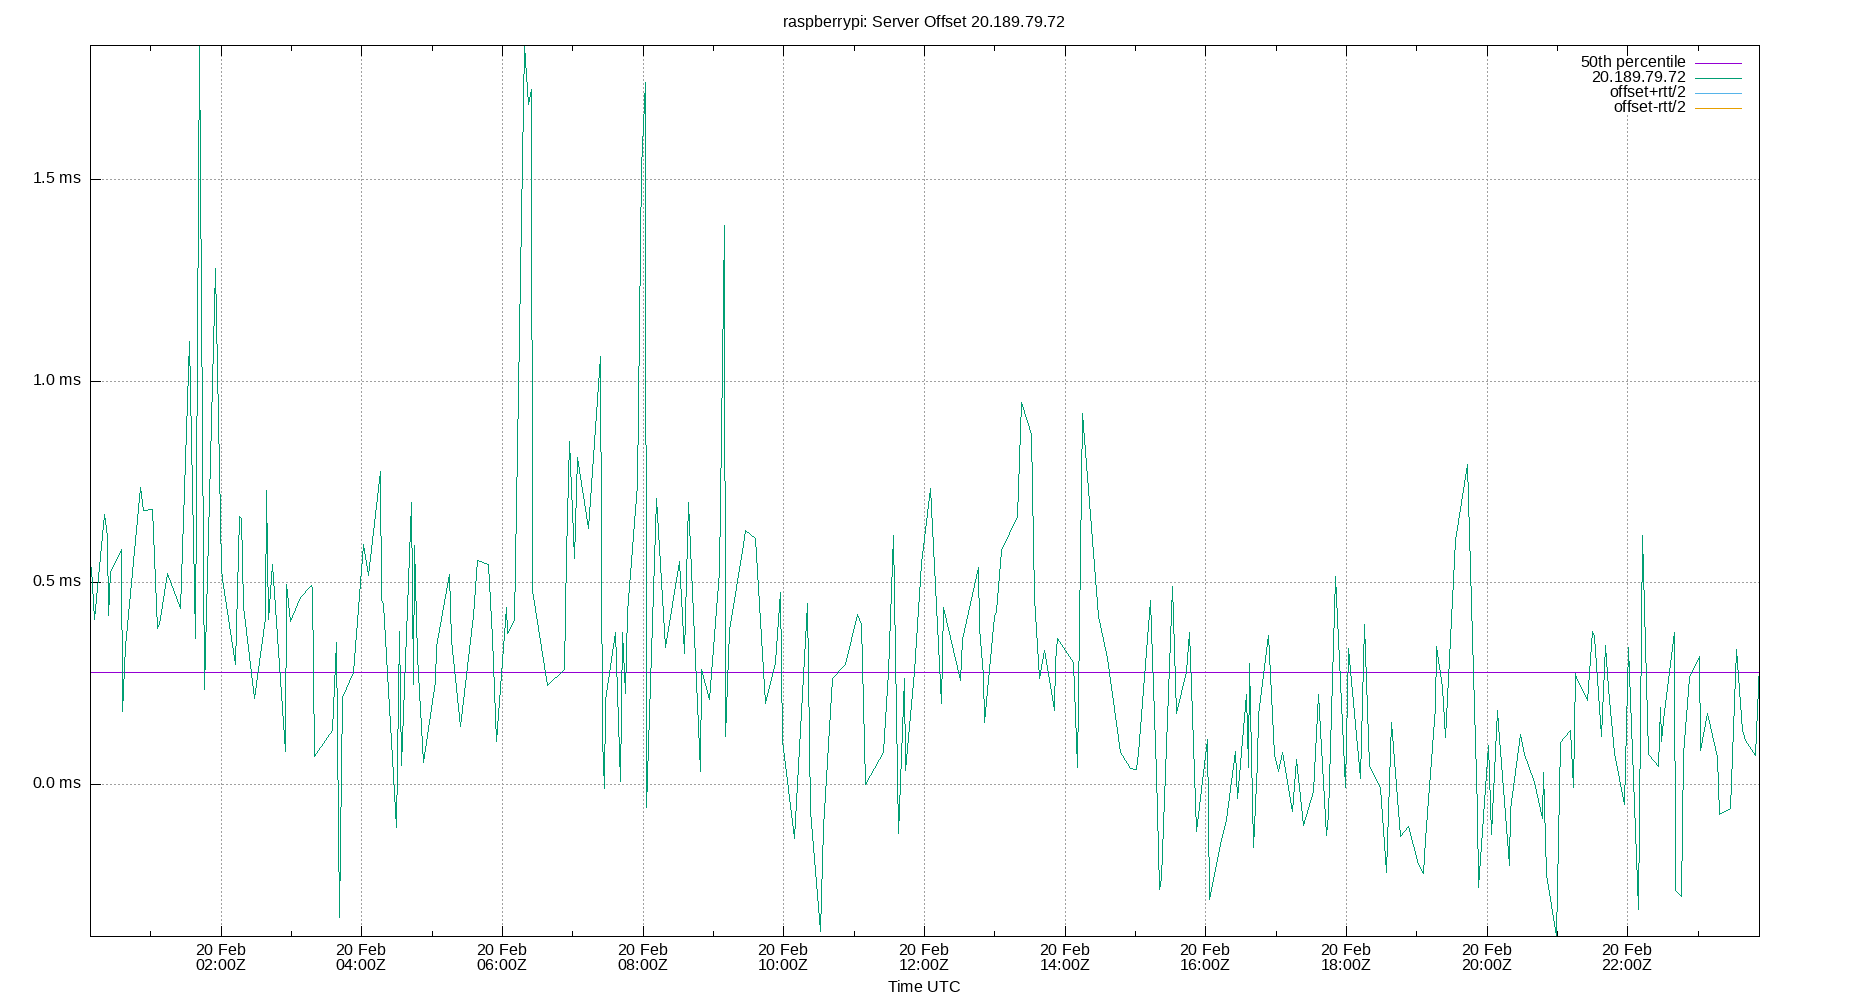 raspberrypi: Server Offset 20.189.79.72
50th percentile
20.189.79.72
offset+rtt/2
offset-rtt/2
1.5 ms
1.0 ms
0.5 ms
0.0 ms
20 Feb 20 Feb 20 Feb 20 Feb 20 Feb 20 Feb 20 Feb 20 Feb 20 Feb 20 Feb 20 Feb
02:00Z 04:00Z 06:00Z 08:00Z 10:00Z 12:00Z 14:00Z 16:00Z 18:00Z 20:00Z 22:00Z
Time UTC